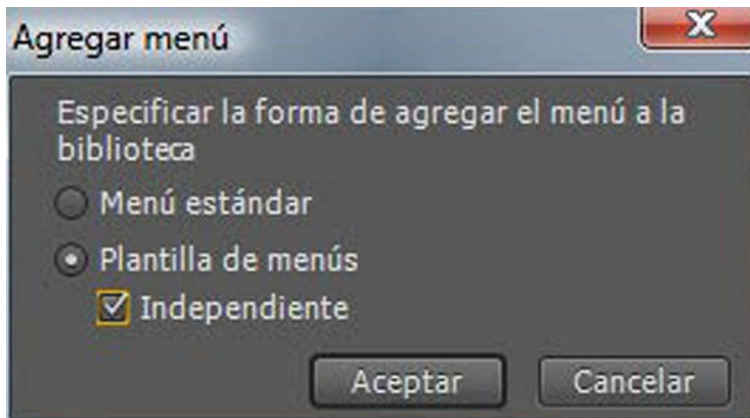 Agregar menú
Especificar la forma de agregar el menú a la
biblioteca
Menú estándar
Plantilla de menús
Independiente
Aceptar
Cancelar